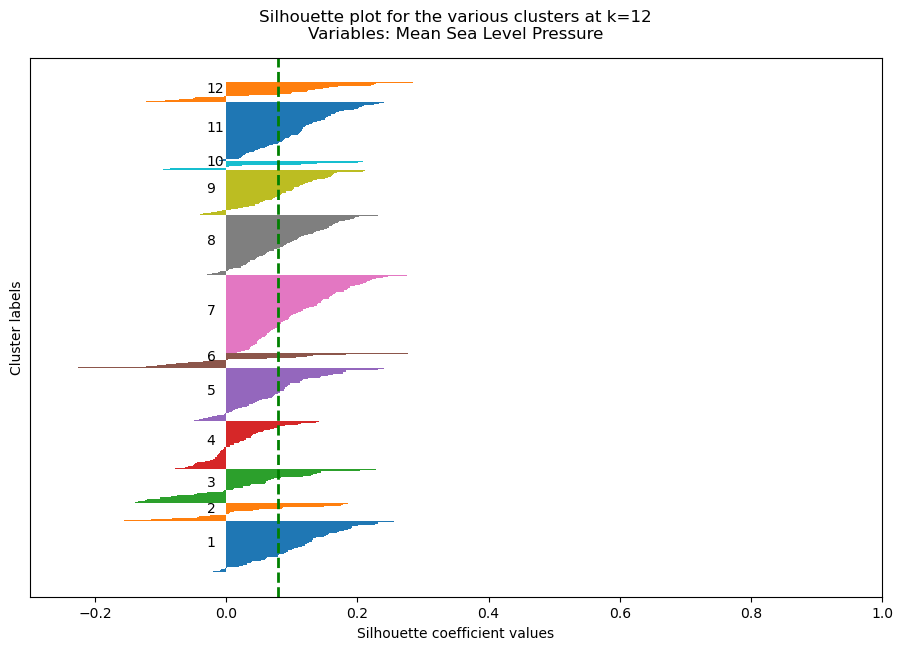 Silhouette plot for the various clusters at k=12
Variables: Mean Sea Level Pressure
12
11
10
9
8
7
6
5
4
3
2
1
Cluster labels
−0.2 0.0 0.2 0.4 0.6 0.8 1.0
Silhouette coefficient values